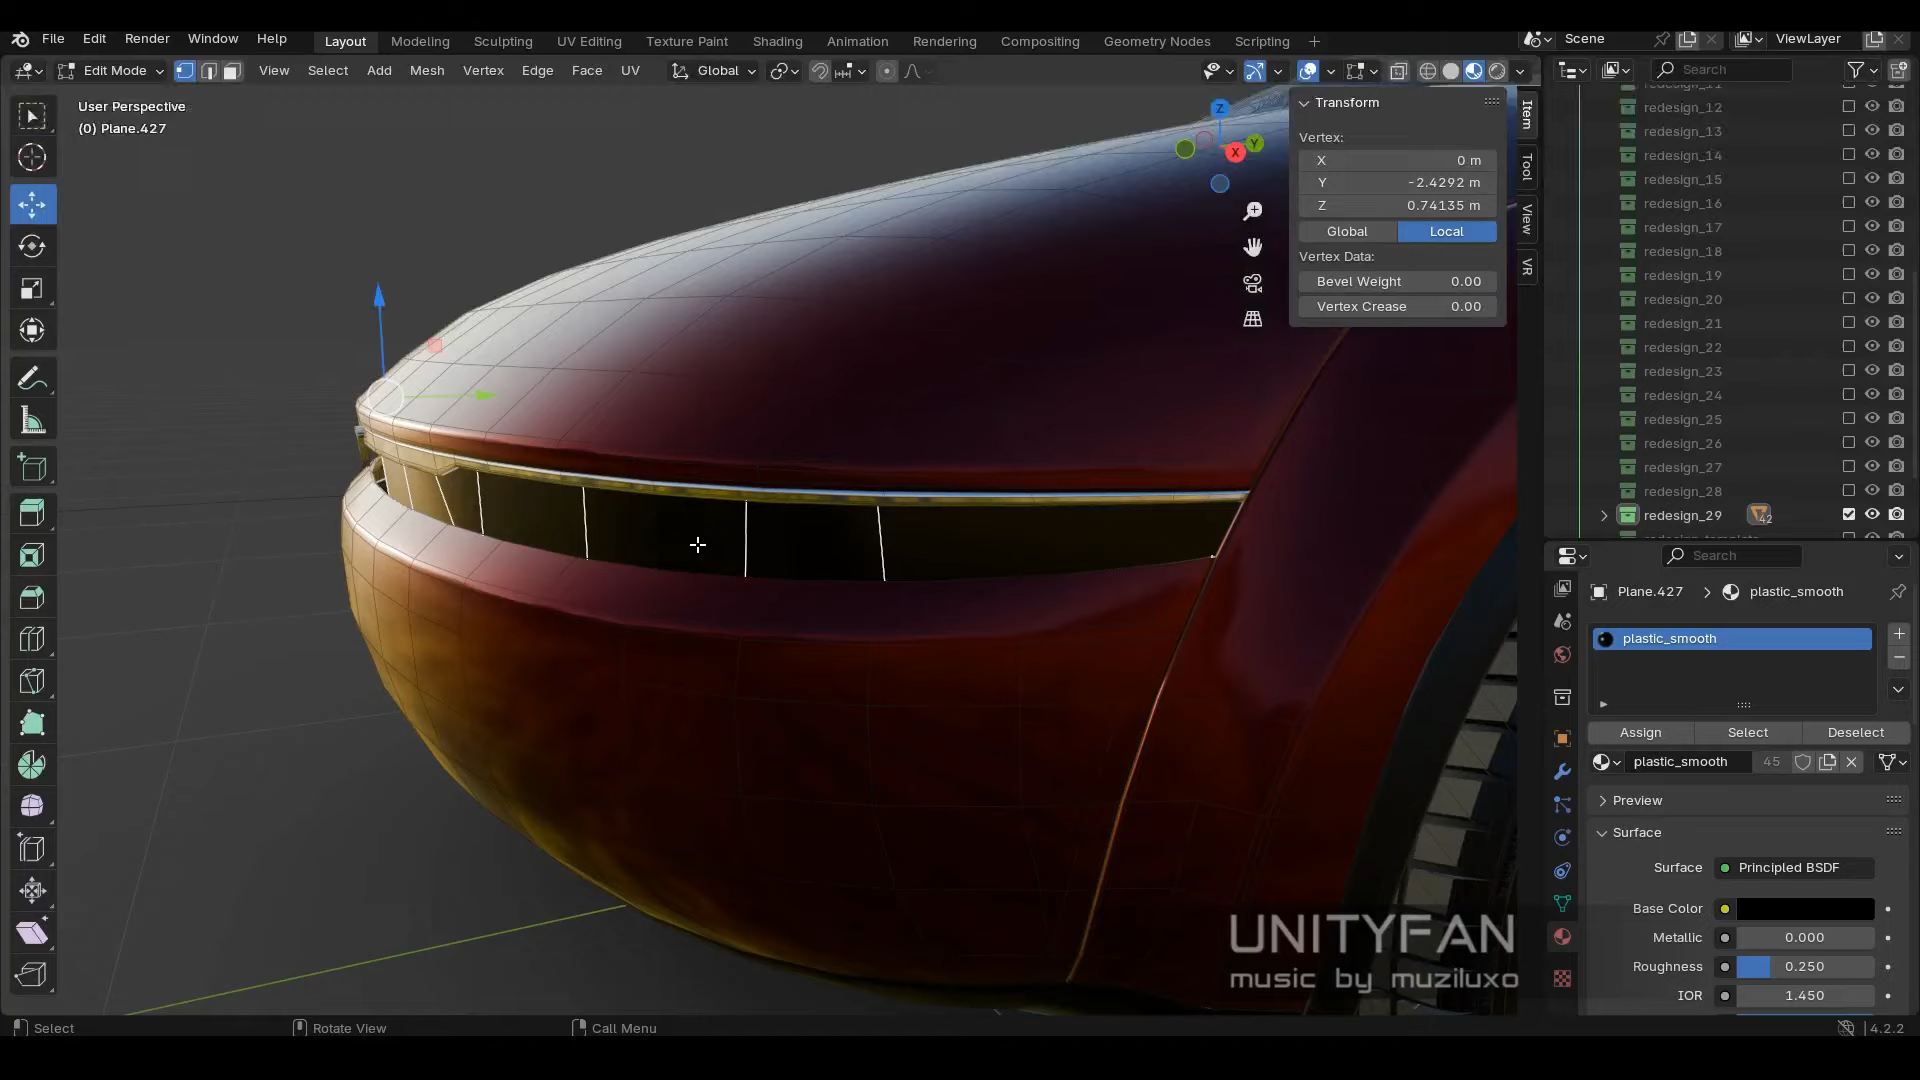 File Edit Render Window Help Layout Modeling Sculpting UV Editing Texture Paint Shading Animation Rendering Compositing Geometry Nodes Scripting + Scene ViewLayer
Edit Mode View Select Add Mesh Vertex Edge Face UV Global Search
User Perspective
(0) Plane.427
Z
Y
X
Transform
Vertex:
X 0 m
Y -2.4292 m
Z 0.74135 m
Global Local
Vertex Data:
Bevel Weight 0.00
Vertex Crease 0.00
Item
Tool
View
VR
redesign_12
redesign_13
redesign_14
redesign_15
redesign_16
redesign_17
redesign_18
redesign_19
redesign_20
redesign_21
redesign_22
redesign_23
redesign_24
redesign_25
redesign_26
redesign_27
redesign_28
redesign_29 42
Search
Plane.427 > plastic_smooth
plastic_smooth
Assign Select Deselect
plastic_smooth 45
Preview
Surface
Surface Principled BSDF
Base Color
Metallic 0.000
Roughness 0.250
IOR 1.450
UNITYFAN
music by muziluxo
Select Rotate View Call Menu 4.2.2